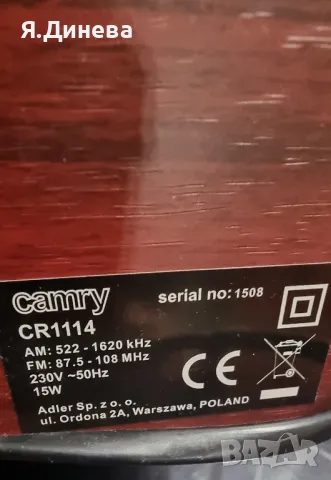 Я.Динева
camry
serial no: 1508
CR1114
AM: 522 - 1620 kHz
FM: 87.5 - 108 MHz
230V ~50Hz
15W
CE
Adler Sp. z o. o.
ul. Ordona 2A, Warszawa, POLAND
BAZAR